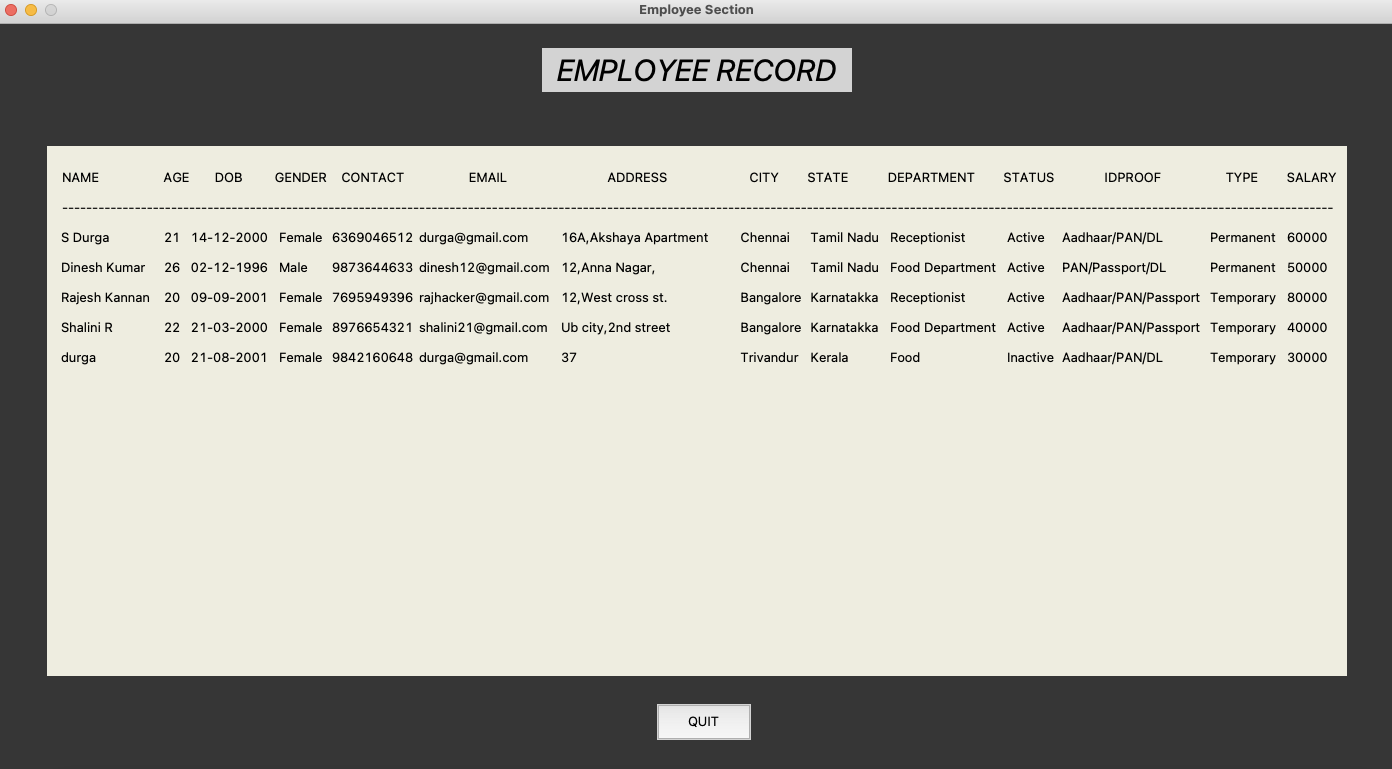 Employee Section
EMPLOYEE RECORD
NAME AGE DOB GENDER CONTACT EMAIL ADDRESS CITY STATE DEPARTMENT STATUS IDPROOF TYPE SALARY
S Durga 21 14-12-2000 Female 6369046512 durga@gmail.com 16A,Akshaya Apartment Chennai Tamil Nadu Receptionist Active Aadhaar/PAN/DL Permanent 60000
Dinesh Kumar 26 02-12-1996 Male 9873644633 dinesh12@gmail.com 12,Anna Nagar, Chennai Tamil Nadu Food Department Active PAN/Passport/DL Permanent 50000
Rajesh Kannan 20 09-09-2001 Female 7695949396 rajhacker@gmail.com 12,West cross st. Bangalore Karnatakka Receptionist Active Aadhaar/PAN/Passport Temporary 80000
Shalini R 22 21-03-2000 Female 8976654321 shalini21@gmail.com Ub city,2nd street Bangalore Karnatakka Food Department Active Aadhaar/PAN/Passport Temporary 40000
durga 20 21-08-2001 Female 9842160648 durga@gmail.com 37 Trivandur Kerala Food Inactive Aadhaar/PAN/DL Temporary 30000
QUIT